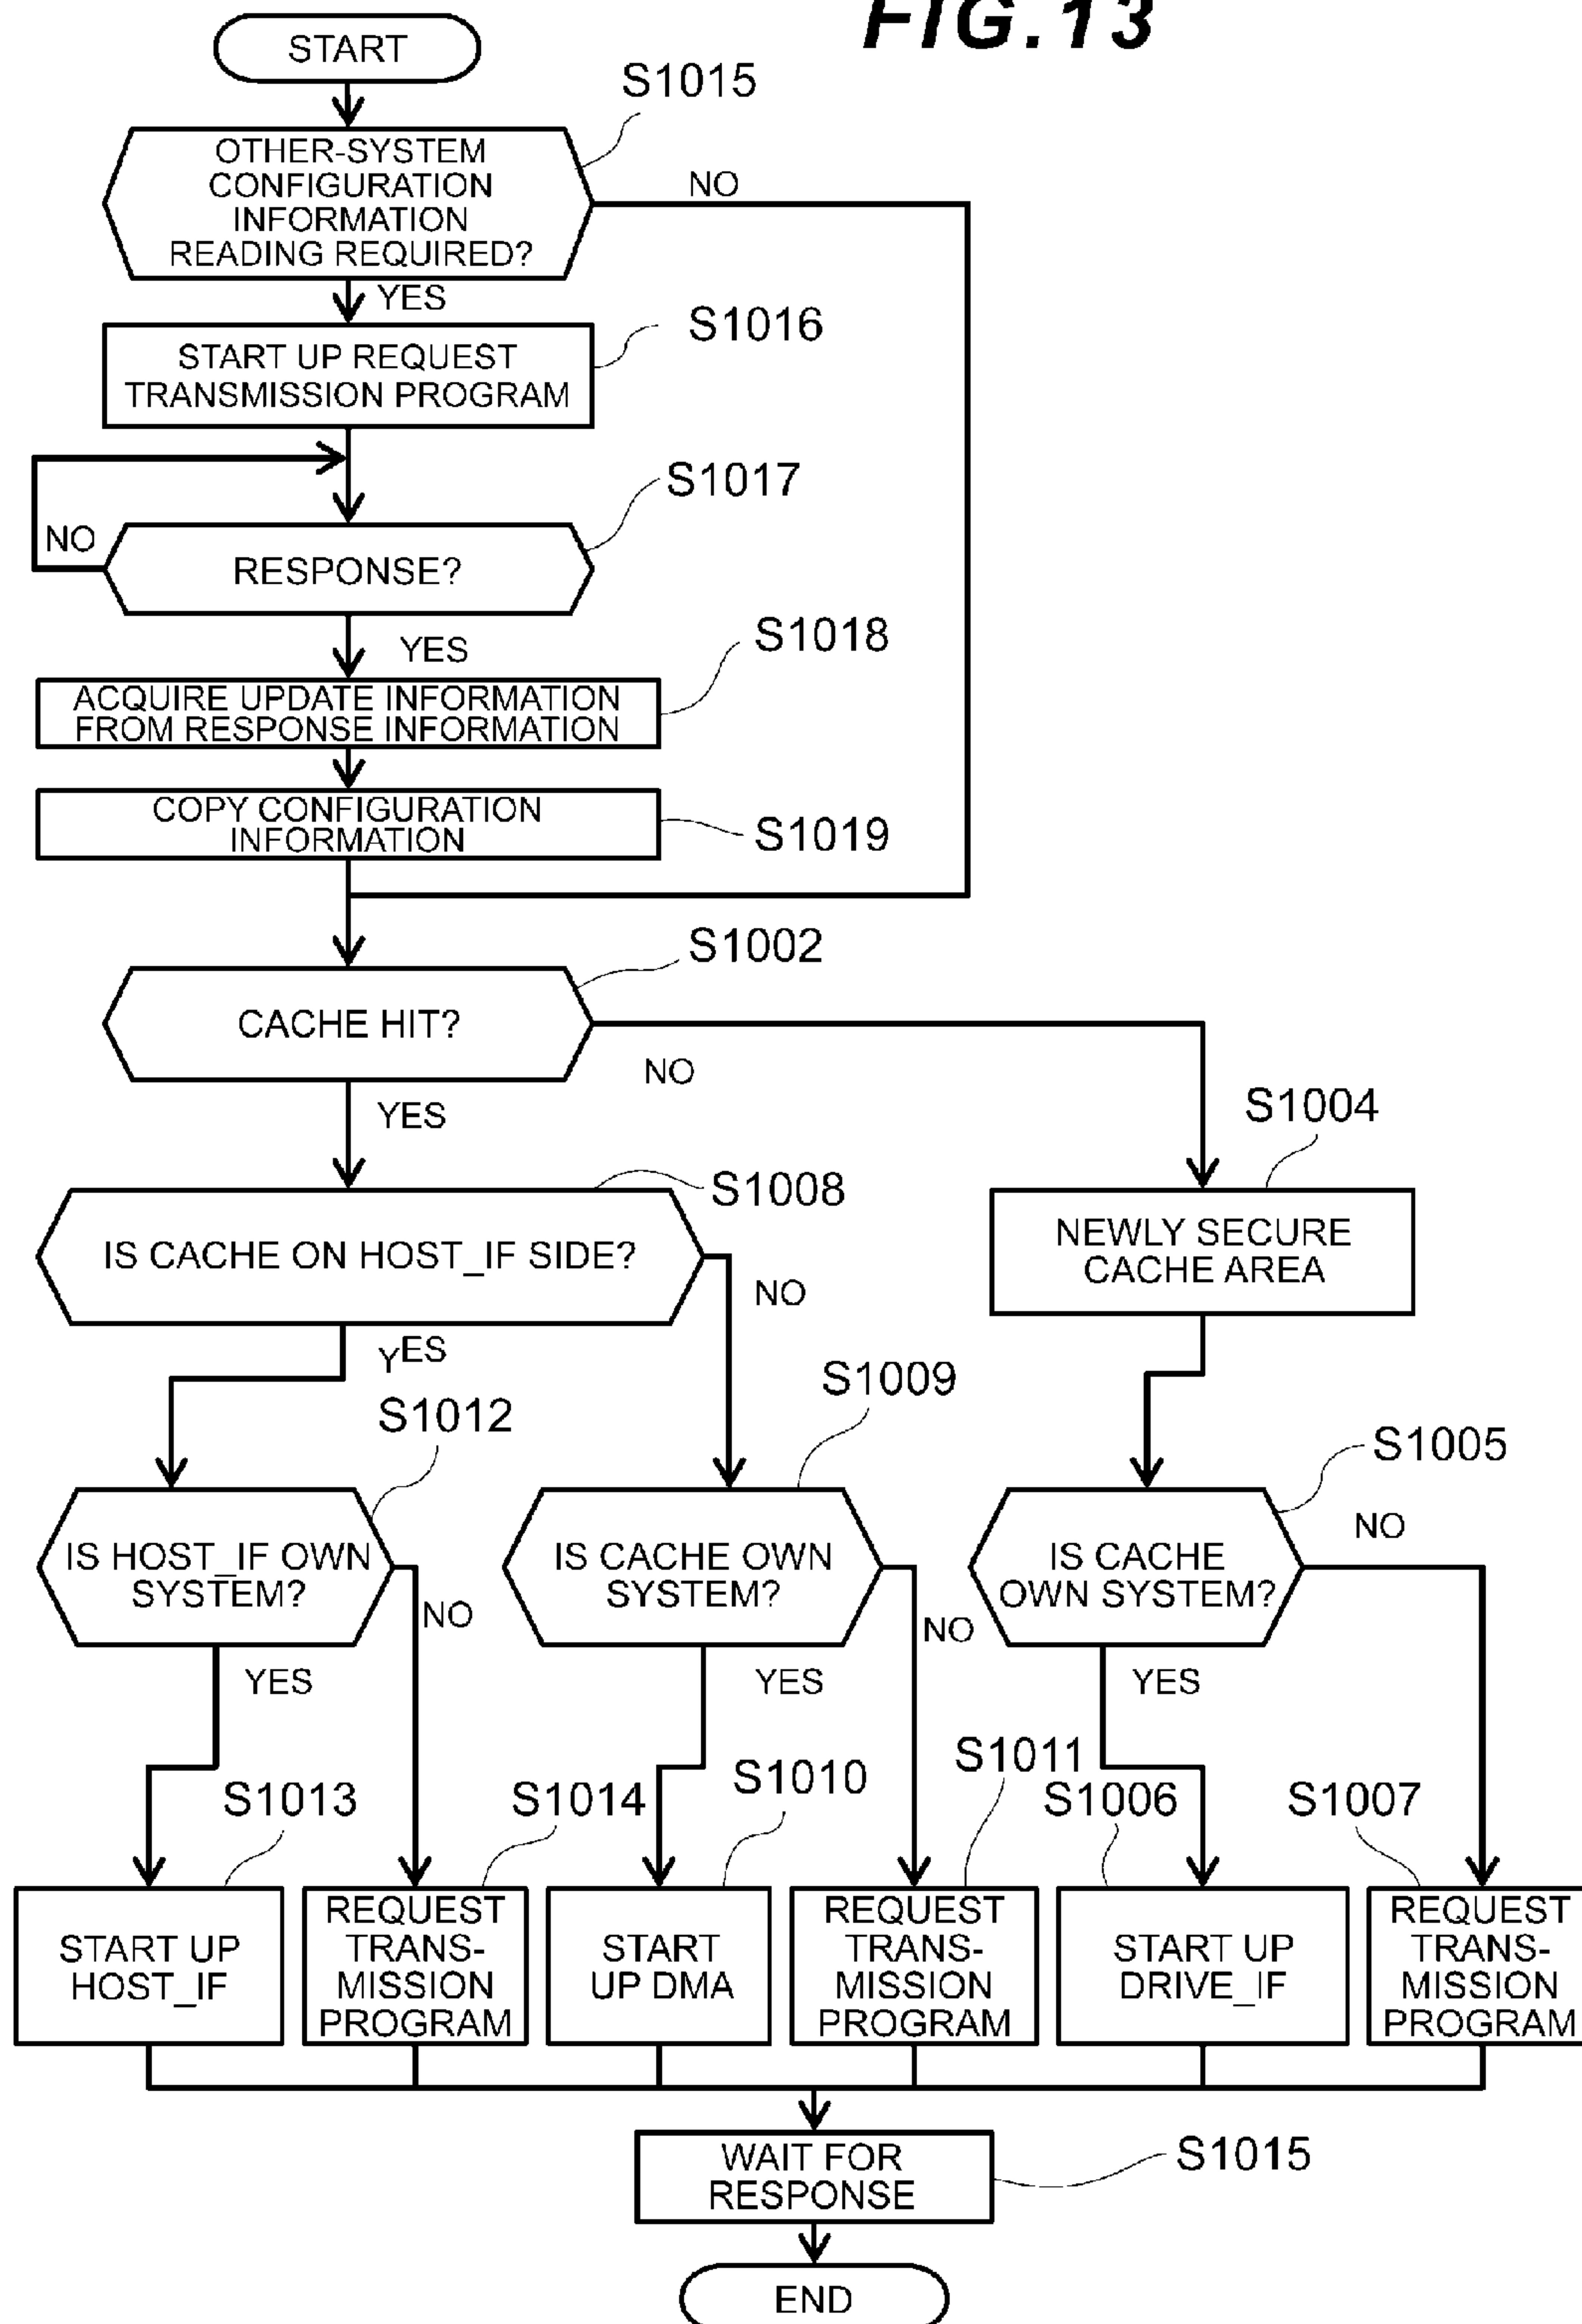 FIG.13
START
S1015
OTHER-SYSTEM
CONFIGURATION
INFORMATION
READING REQUIRED?
NO
YES
S1016
START UP REQUEST
TRANSMISSION PROGRAM
S1017
NO
RESPONSE?
YES
S1018
ACQUIRE UPDATE INFORMATION
FROM RESPONSE INFORMATION
COPY CONFIGURATION
INFORMATION
S1019
S1002
CACHE HIT?
NO
YES
S1004
S1008
IS CACHE ON HOST_IF SIDE?
NEWLY SECURE
CACHE AREA
NO
YES
S1009
S1012
S1005
NO
IS HOST_IF OWN
SYSTEM?
IS CACHE OWN
SYSTEM?
IS CACHE
OWN SYSTEM?
NO
NO
YES
YES
YES
S1011
S1010
S1013
S1014
S1006
S1007
START UP
HOST_IF
REQUEST
TRANS-
MISSION
PROGRAM
START
UP DMA
REQUEST
TRANS-
MISSION
PROGRAM
START UP
DRIVE_IF
REQUEST
TRANS-
MISSION
PROGRAM
WAIT FOR
RESPONSE
S1015
END